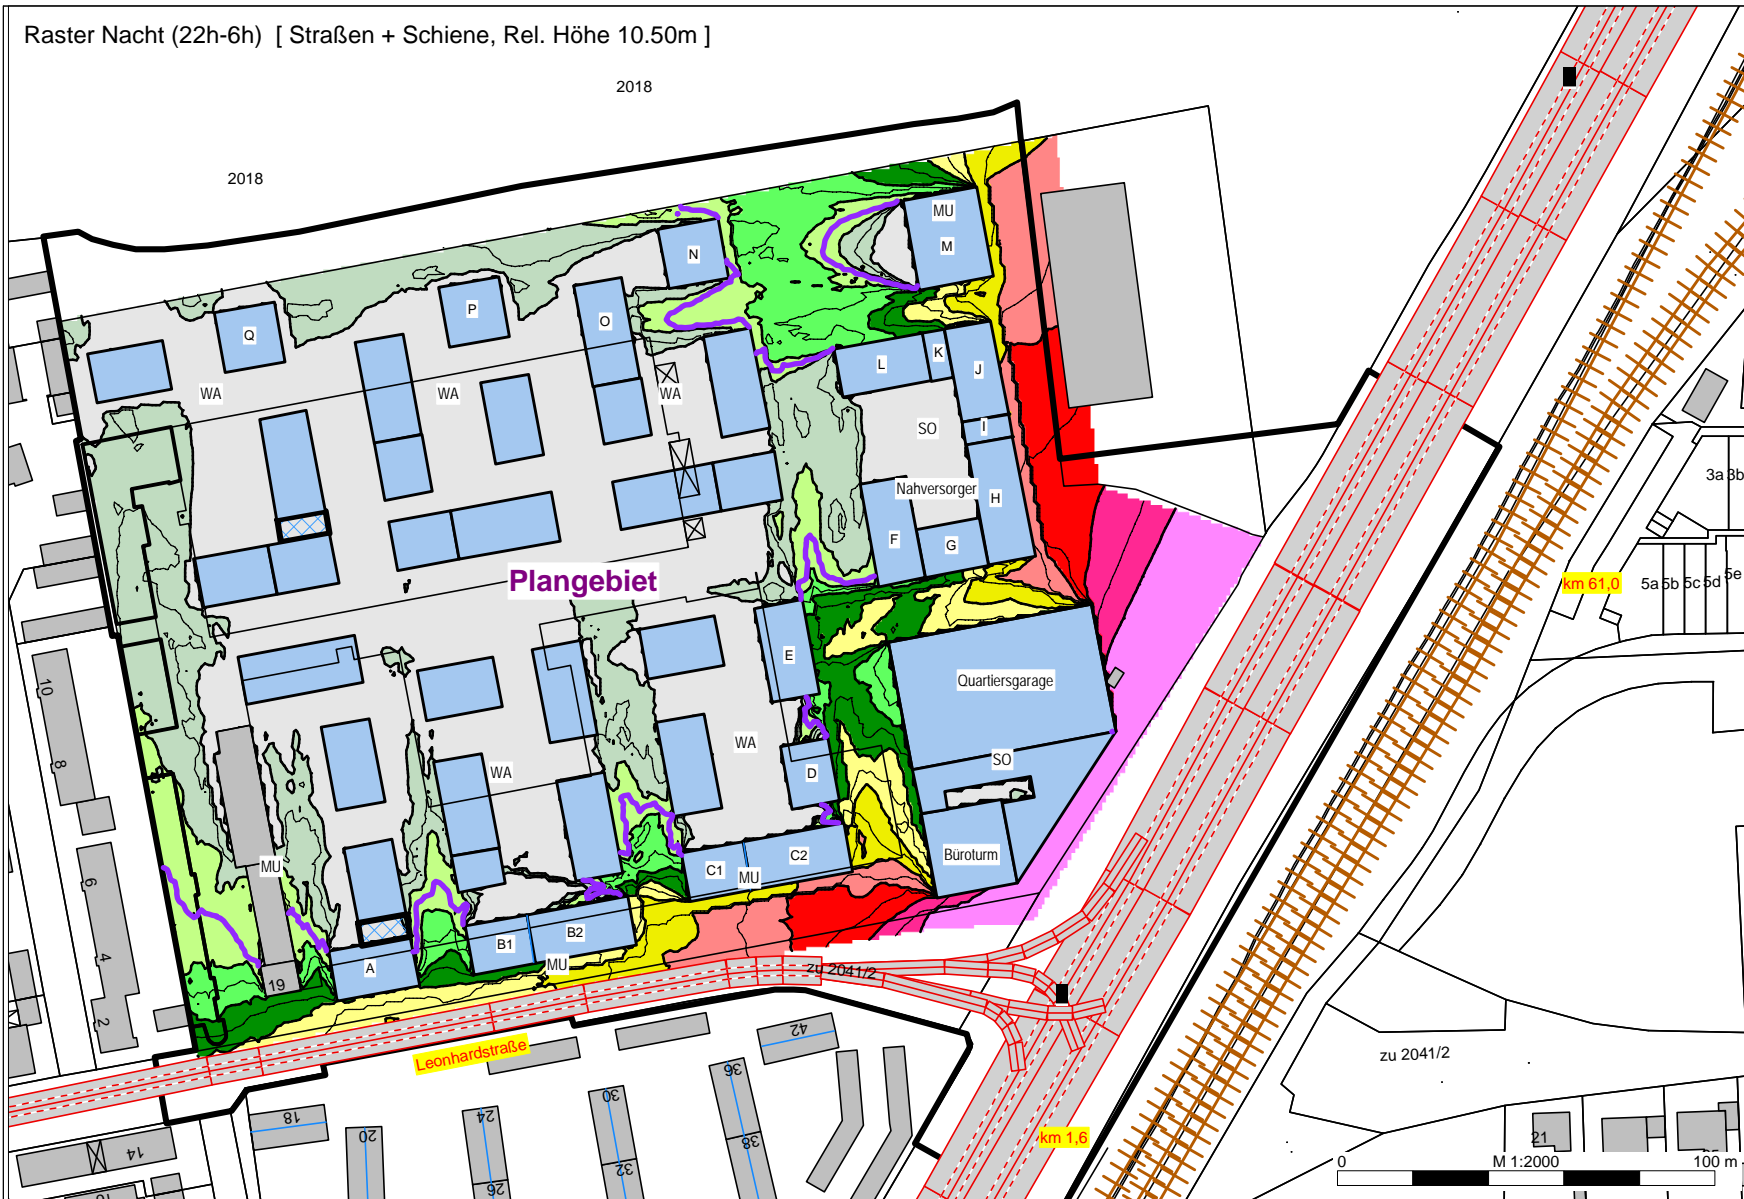 Raster Nacht (22h-6h)  [ Straßen + Schiene, Rel. Höhe 10.50m ]
2018
2018
MU
M
N
P
O
Q
K
L
J
WA
WA
WA
SO
I
3a 3b
Nahversorger
H
F
G
Plangebiet
km 61,0
5a 5b 5c 5d 5e
E
10
Quartiersgarage
WA
SO
8
WA
D
MU
C2
Büroturm
C1
MU
6
B2
B1
MU
A
zu 2041/2
4
19
2
42
Leonhardstraße
zu 2041/2
36
30
24
18
20
km 1,6
21
38
14
32
26
0
M 1:2000
100 m